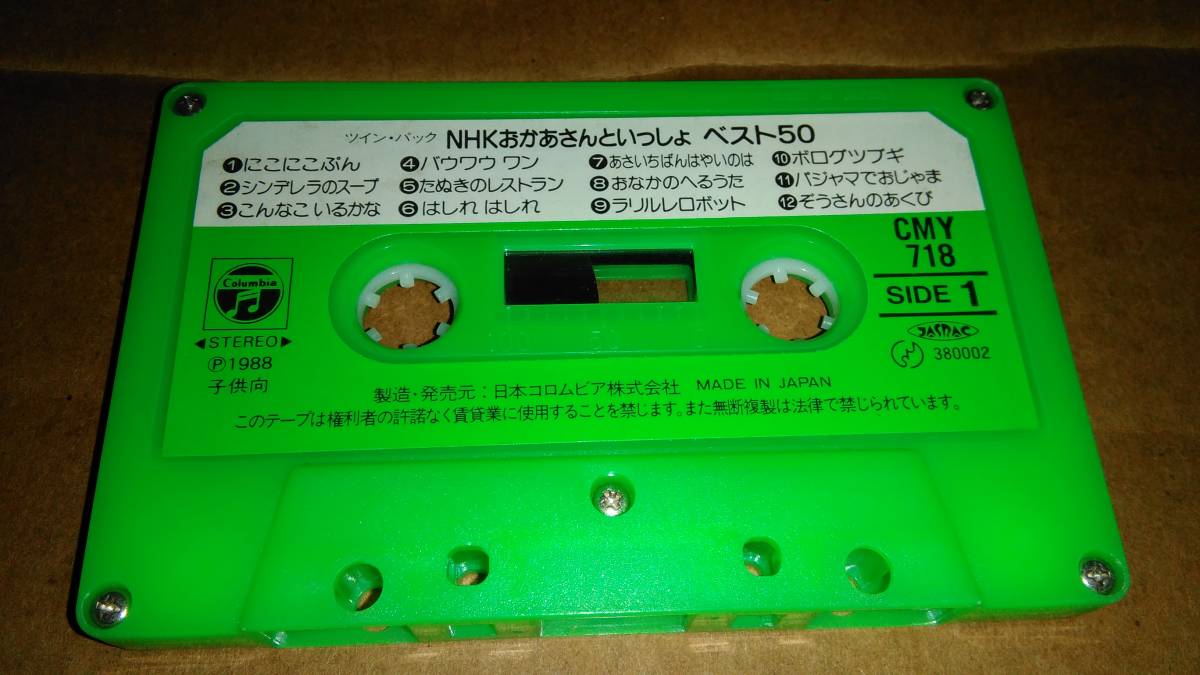 ツイン・パック NHKおかあさんといっしょ ベスト50
❶にこにこぷん
❷シンデレラのスープ
❸こんなこ いるかな
❹バウワウ ワン
❺たぬきのレストラン
❻はしれ はしれ
❼あさいちばんはやいのは
❽おなかのへるうた
❾ラリルレロボット
❿ボログツブギ
⓫パジャマでおじゃま
⓬ぞうさんのあくび
CMY
718
SIDE 1
JASRAC
380002
Columbia
◀STEREO▶
Ⓟ1988
子供向
製造・発売元：日本コロムビア株式会社 MADE IN JAPAN
このテープは権利者の許諾なく賃貸業に使用することを禁じます。また無断複製は法律で禁じられています。